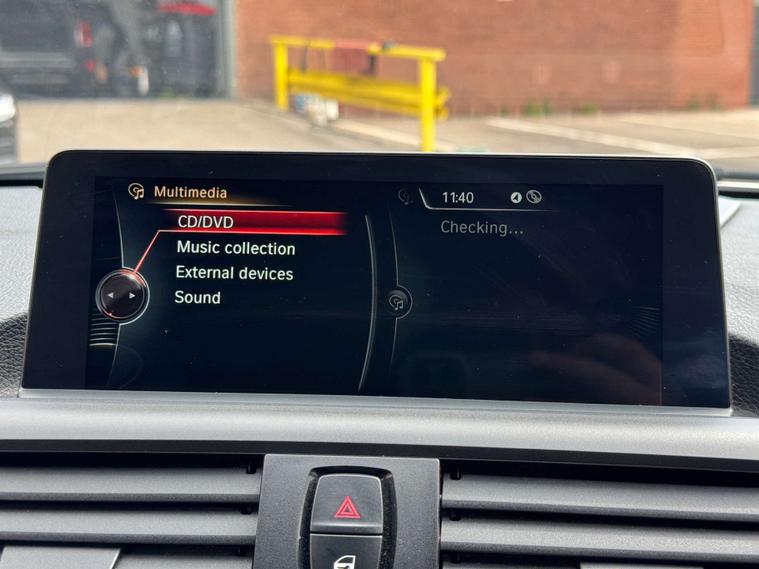 Multimedia
CD/DVD
Music collection
External devices
Sound
11:40
Checking...